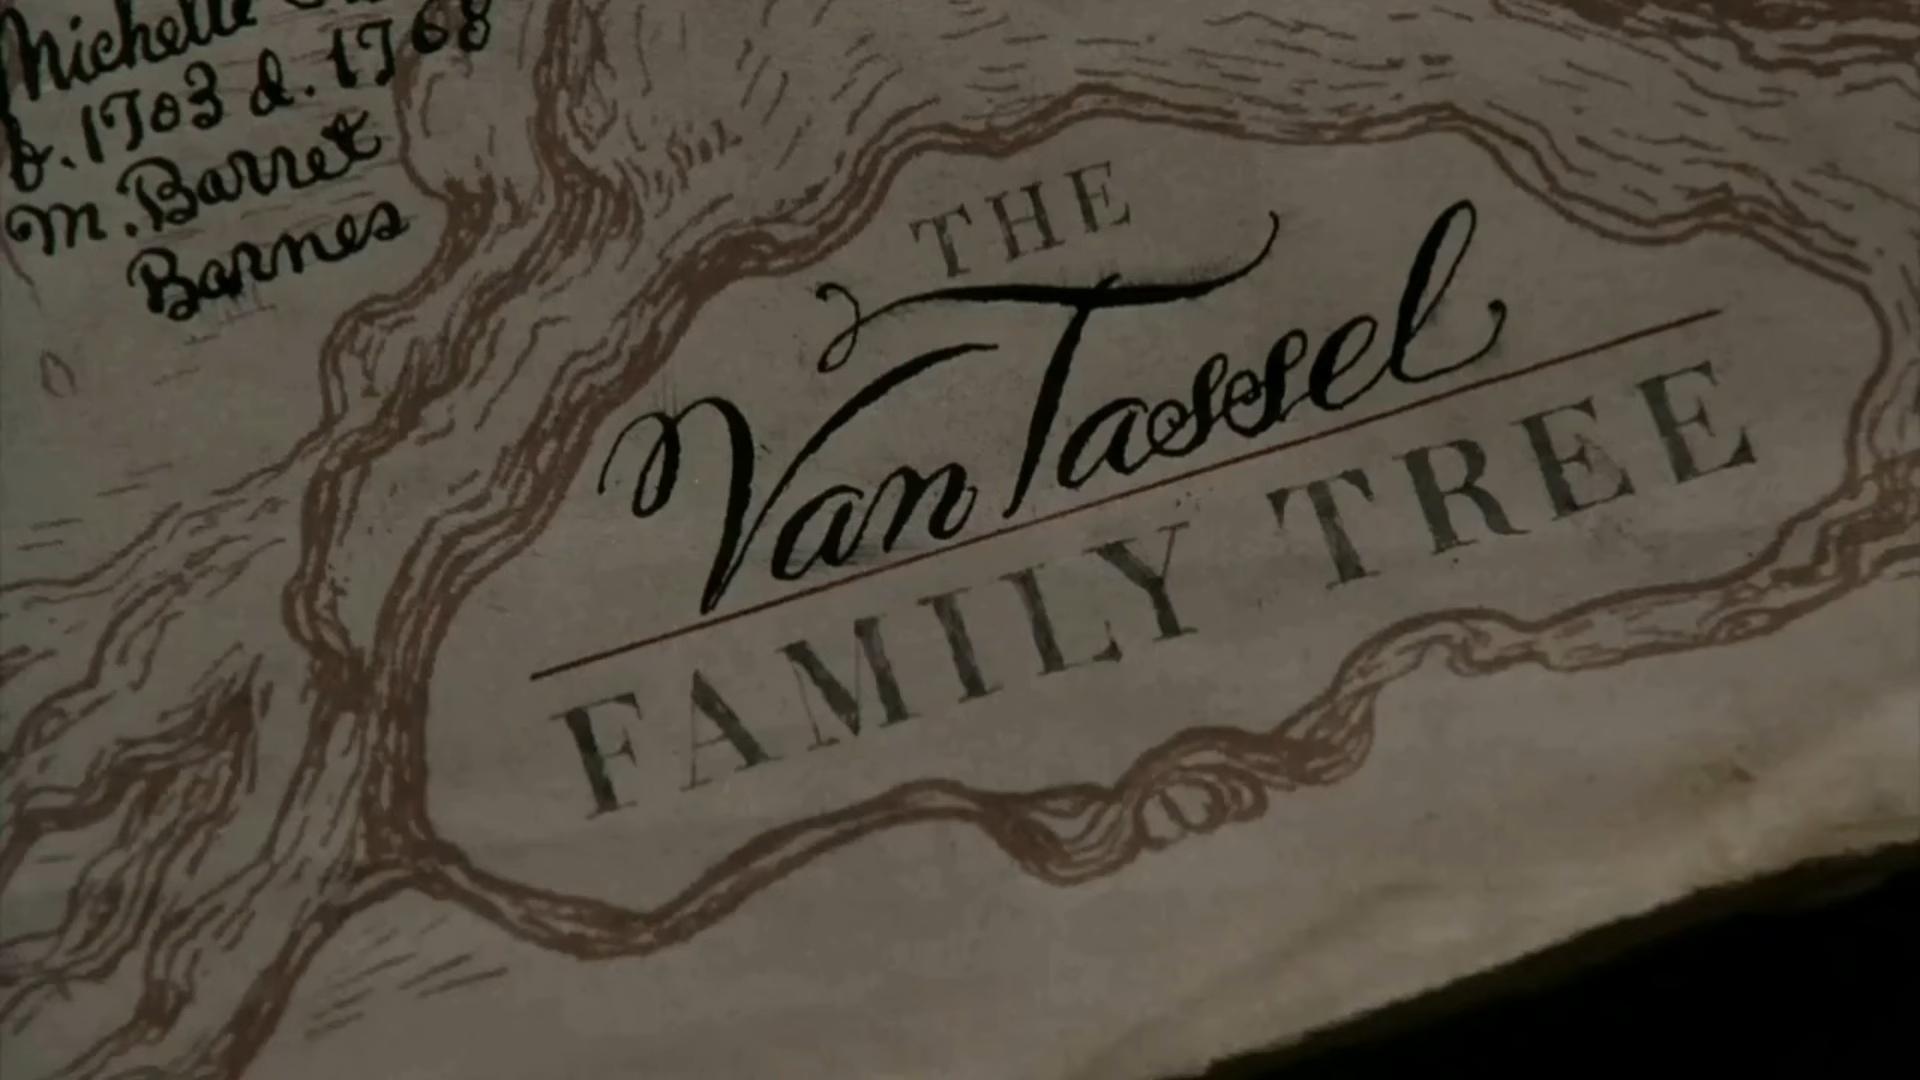 Michelle
b. 1703 d. 1768
m. Barret
Barnes
THE
Van Tassel
FAMILY TREE